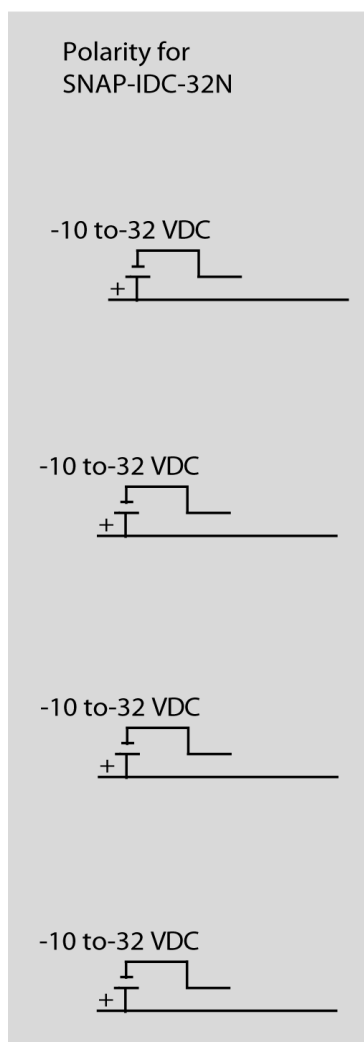 Polarity for
SNAP-IDC-32N
-10 to-32 VDC
+
-10 to-32 VDC
+
-10 to-32 VDC
+
-10 to-32 VDC
+